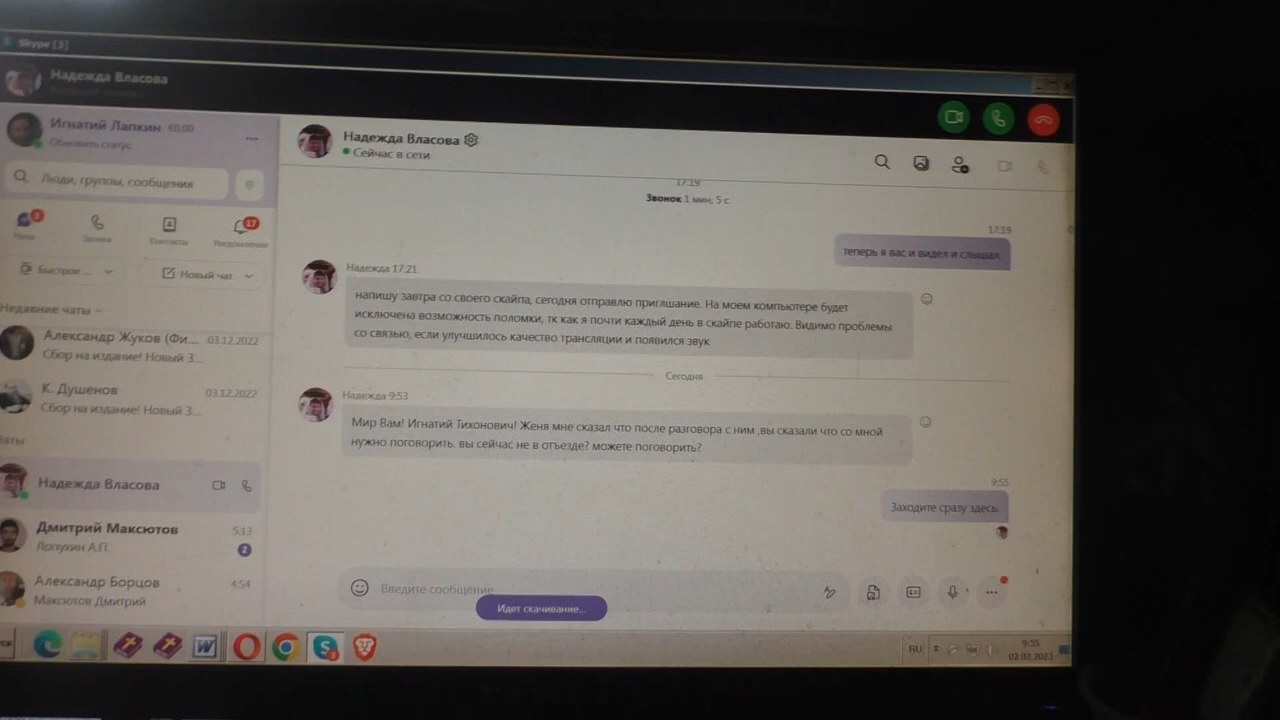 Skype [3]
Надежда Власова
Игнатий Лапкин €0,00
Обновить статус
Люди, группы, сообщения
3
17
Чаты
Звонки
Контакты
Уведомления
Быстрое ...
Новый чат
Недавние чаты
Александр Жуков (Фи... 03.12.2022
Сбор на издание! Новый З...
К. Душенов 03.12.2022
Сбор на издание! Новый З...
Чаты
Надежда Власова
Дмитрий Максютов 5:13
Лопухин А.П. 2
Александр Борцов 4:54
Максютов Дмитрий
Надежда Власова
Сейчас в сети
17:19
Звонок 1 мин. 5 с
17:19
теперь я вас и видел и слышал.
Надежда 17:21
напишу завтра со своего скайпа, сегодня отправлю приглшание. На моем компьютере будет
исключена возможность поломки, тк как я почти каждый день в скайпе работаю. Видимо проблемы
со связью, если улучшилось качество трансляции и появился звук
Сегодня
Надежда 9:53
Мир Вам! Игнатий Тихонович! Женя мне сказал что после разговора с ним ,вы сказали что со мной
нужно поговорить. вы сейчас не в отъезде? можете поговорить?
9:55
Заходите сразу здесь.
Введите сообщение
Идет скачивание...
RU
9:55
02.02.2023